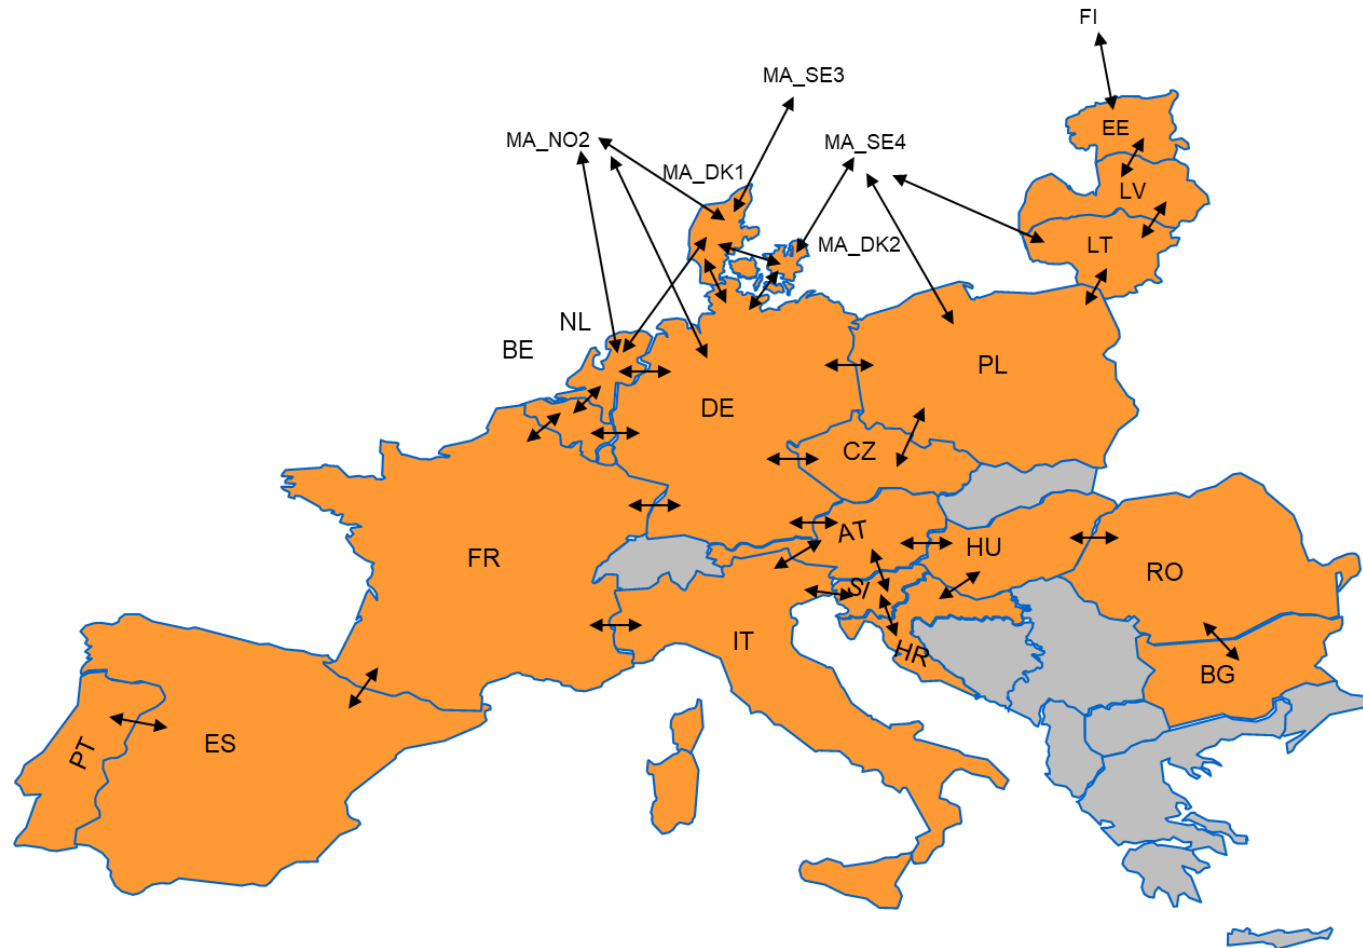 FI
MA_SE3
EE
MA_NO2
MA_SE4
MA_DK1
LV
MA_DK2
LT
NL
BE
PL
DE
CZ
AT
HU
FR
RO
SI
IT
HR
BG
ES
PT